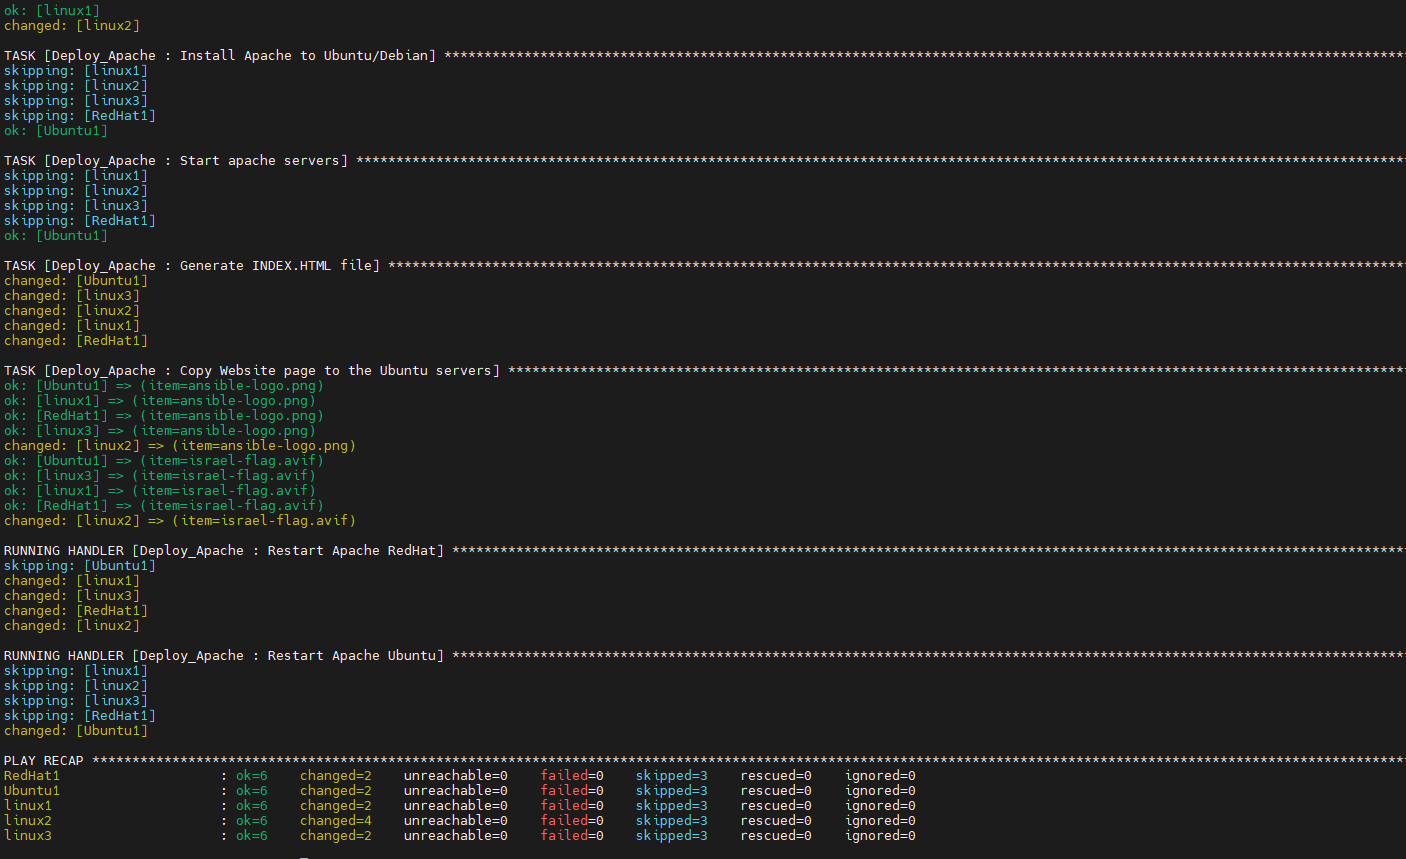 ok: [linux1]
changed: [linux2]
TASK [Deploy_Apache : Install Apache to Ubuntu/Debian] ************************************************************************************************************************
skipping: [linux1]
skipping: [linux2]
skipping: [linux3]
skipping: [RedHat1]
ok: [Ubuntu1]
TASK [Deploy_Apache : Start apache servers] ***********************************************************************************************************************************
skipping: [linux1]
skipping: [linux2]
skipping: [linux3]
skipping: [RedHat1]
ok: [Ubuntu1]
TASK [Deploy_Apache : Generate INDEX.HTML file] *******************************************************************************************************************************
changed: [Ubuntu1]
changed: [linux3]
changed: [linux2]
changed: [linux1]
changed: [RedHat1]
TASK [Deploy_Apache : Copy Website page to the Ubuntu servers] ****************************************************************************************************************
ok: [Ubuntu1] => (item=ansible-logo.png)
ok: [linux1] => (item=ansible-logo.png)
ok: [RedHat1] => (item=ansible-logo.png)
ok: [linux3] => (item=ansible-logo.png)
changed: [linux2] => (item=ansible-logo.png)
ok: [Ubuntu1] => (item=israel-flag.avif)
ok: [linux3] => (item=israel-flag.avif)
ok: [linux1] => (item=israel-flag.avif)
ok: [RedHat1] => (item=israel-flag.avif)
changed: [linux2] => (item=israel-flag.avif)
RUNNING HANDLER [Deploy_Apache : Restart Apache RedHat] ***********************************************************************************************************************
skipping: [Ubuntu1]
changed: [linux1]
changed: [linux3]
changed: [RedHat1]
changed: [linux2]
RUNNING HANDLER [Deploy_Apache : Restart Apache Ubuntu] ***********************************************************************************************************************
skipping: [linux1]
skipping: [linux2]
skipping: [linux3]
skipping: [RedHat1]
changed: [Ubuntu1]
PLAY RECAP ********************************************************************************************************************************************************************
RedHat1 : ok=6 changed=2 unreachable=0 failed=0 skipped=3 rescued=0 ignored=0
Ubuntu1 : ok=6 changed=2 unreachable=0 failed=0 skipped=3 rescued=0 ignored=0
linux1 : ok=6 changed=2 unreachable=0 failed=0 skipped=3 rescued=0 ignored=0
linux2 : ok=6 changed=4 unreachable=0 failed=0 skipped=3 rescued=0 ignored=0
linux3 : ok=6 changed=2 unreachable=0 failed=0 skipped=3 rescued=0 ignored=0